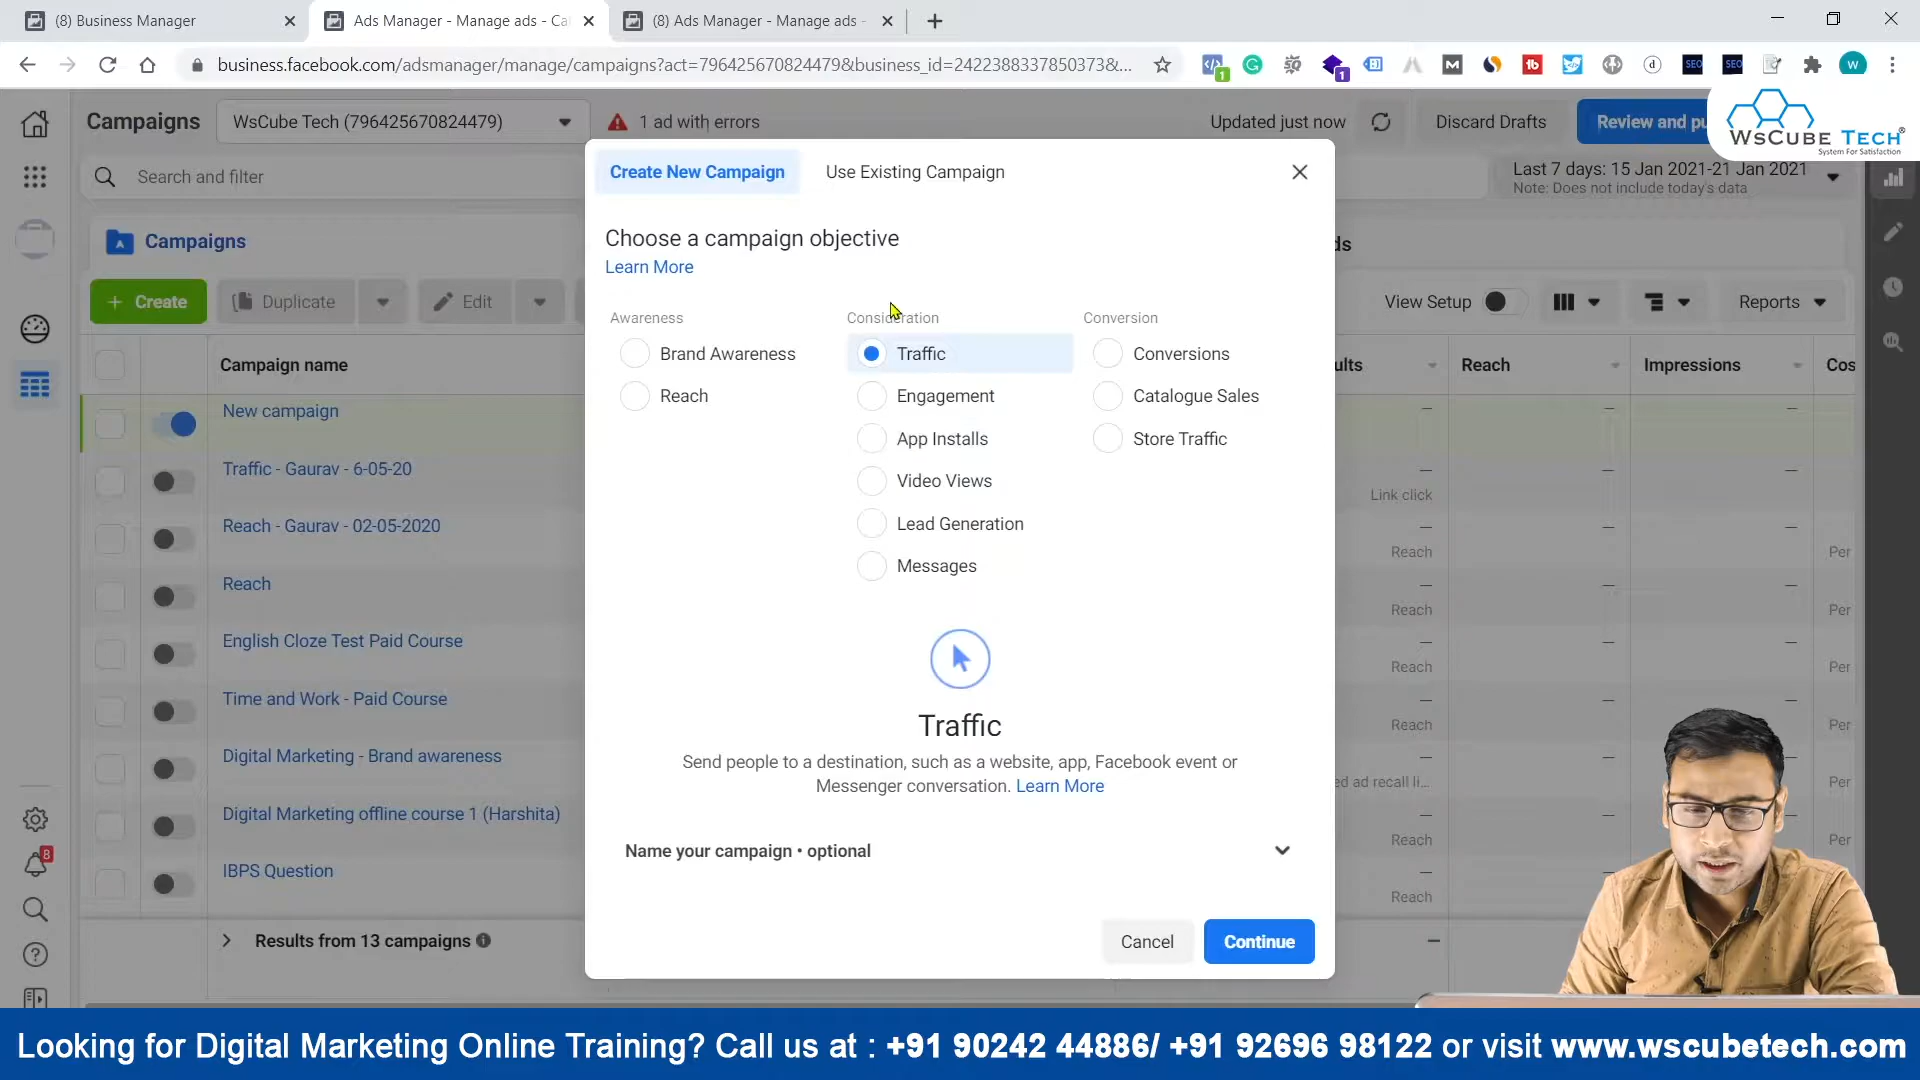 (8) Business Manager
Ads Manager - Manage ads - Ca
(8) Ads Manager - Manage ads -
business.facebook.com/adsmanager/manage/campaigns?act=796425670824479&business_id=242238833785037​3&...
Campaigns
WsCube Tech (796425670824479)
1 ad with errors
Updated just now
Discard Drafts
Review and pu
WsCube Tech®
System For Satisfaction
Search and filter
Last 7 days: 15 Jan 2021-21 Jan 2021
Note: Does not include today's data
Campaigns
ds
+ Create
Duplicate
Edit
View Setup
Reports
Campaign name
ults
Reach
Impressions
Cos
New campaign
Traffic - Gaurav - 6-05-20
Link click
Reach - Gaurav - 02-05-2020
Reach
Per
Reach
Reach
Per
English Cloze Test Paid Course
Reach
Per
Time and Work - Paid Course
Reach
Per
Digital Marketing - Brand awareness
ed ad recall li...
Per
Digital Marketing offline course 1 (Harshita)
Reach
Per
IBPS Question
Reach
Per
Results from 13 campaigns
8
Create New Campaign
Use Existing Campaign
Choose a campaign objective
Learn More
Awareness
Consideration
Conversion
Brand Awareness
Traffic
Conversions
Reach
Engagement
Catalogue Sales
App Installs
Store Traffic
Video Views
Lead Generation
Messages
Traffic
Send people to a destination, such as a website, app, Facebook event or
Messenger conversation. Learn More
Name your campaign • optional
Cancel
Continue
Looking for Digital Marketing Online Training? Call us at : +91 90242 44886/ +91 92696 98122 or visit www.wscubetech.com